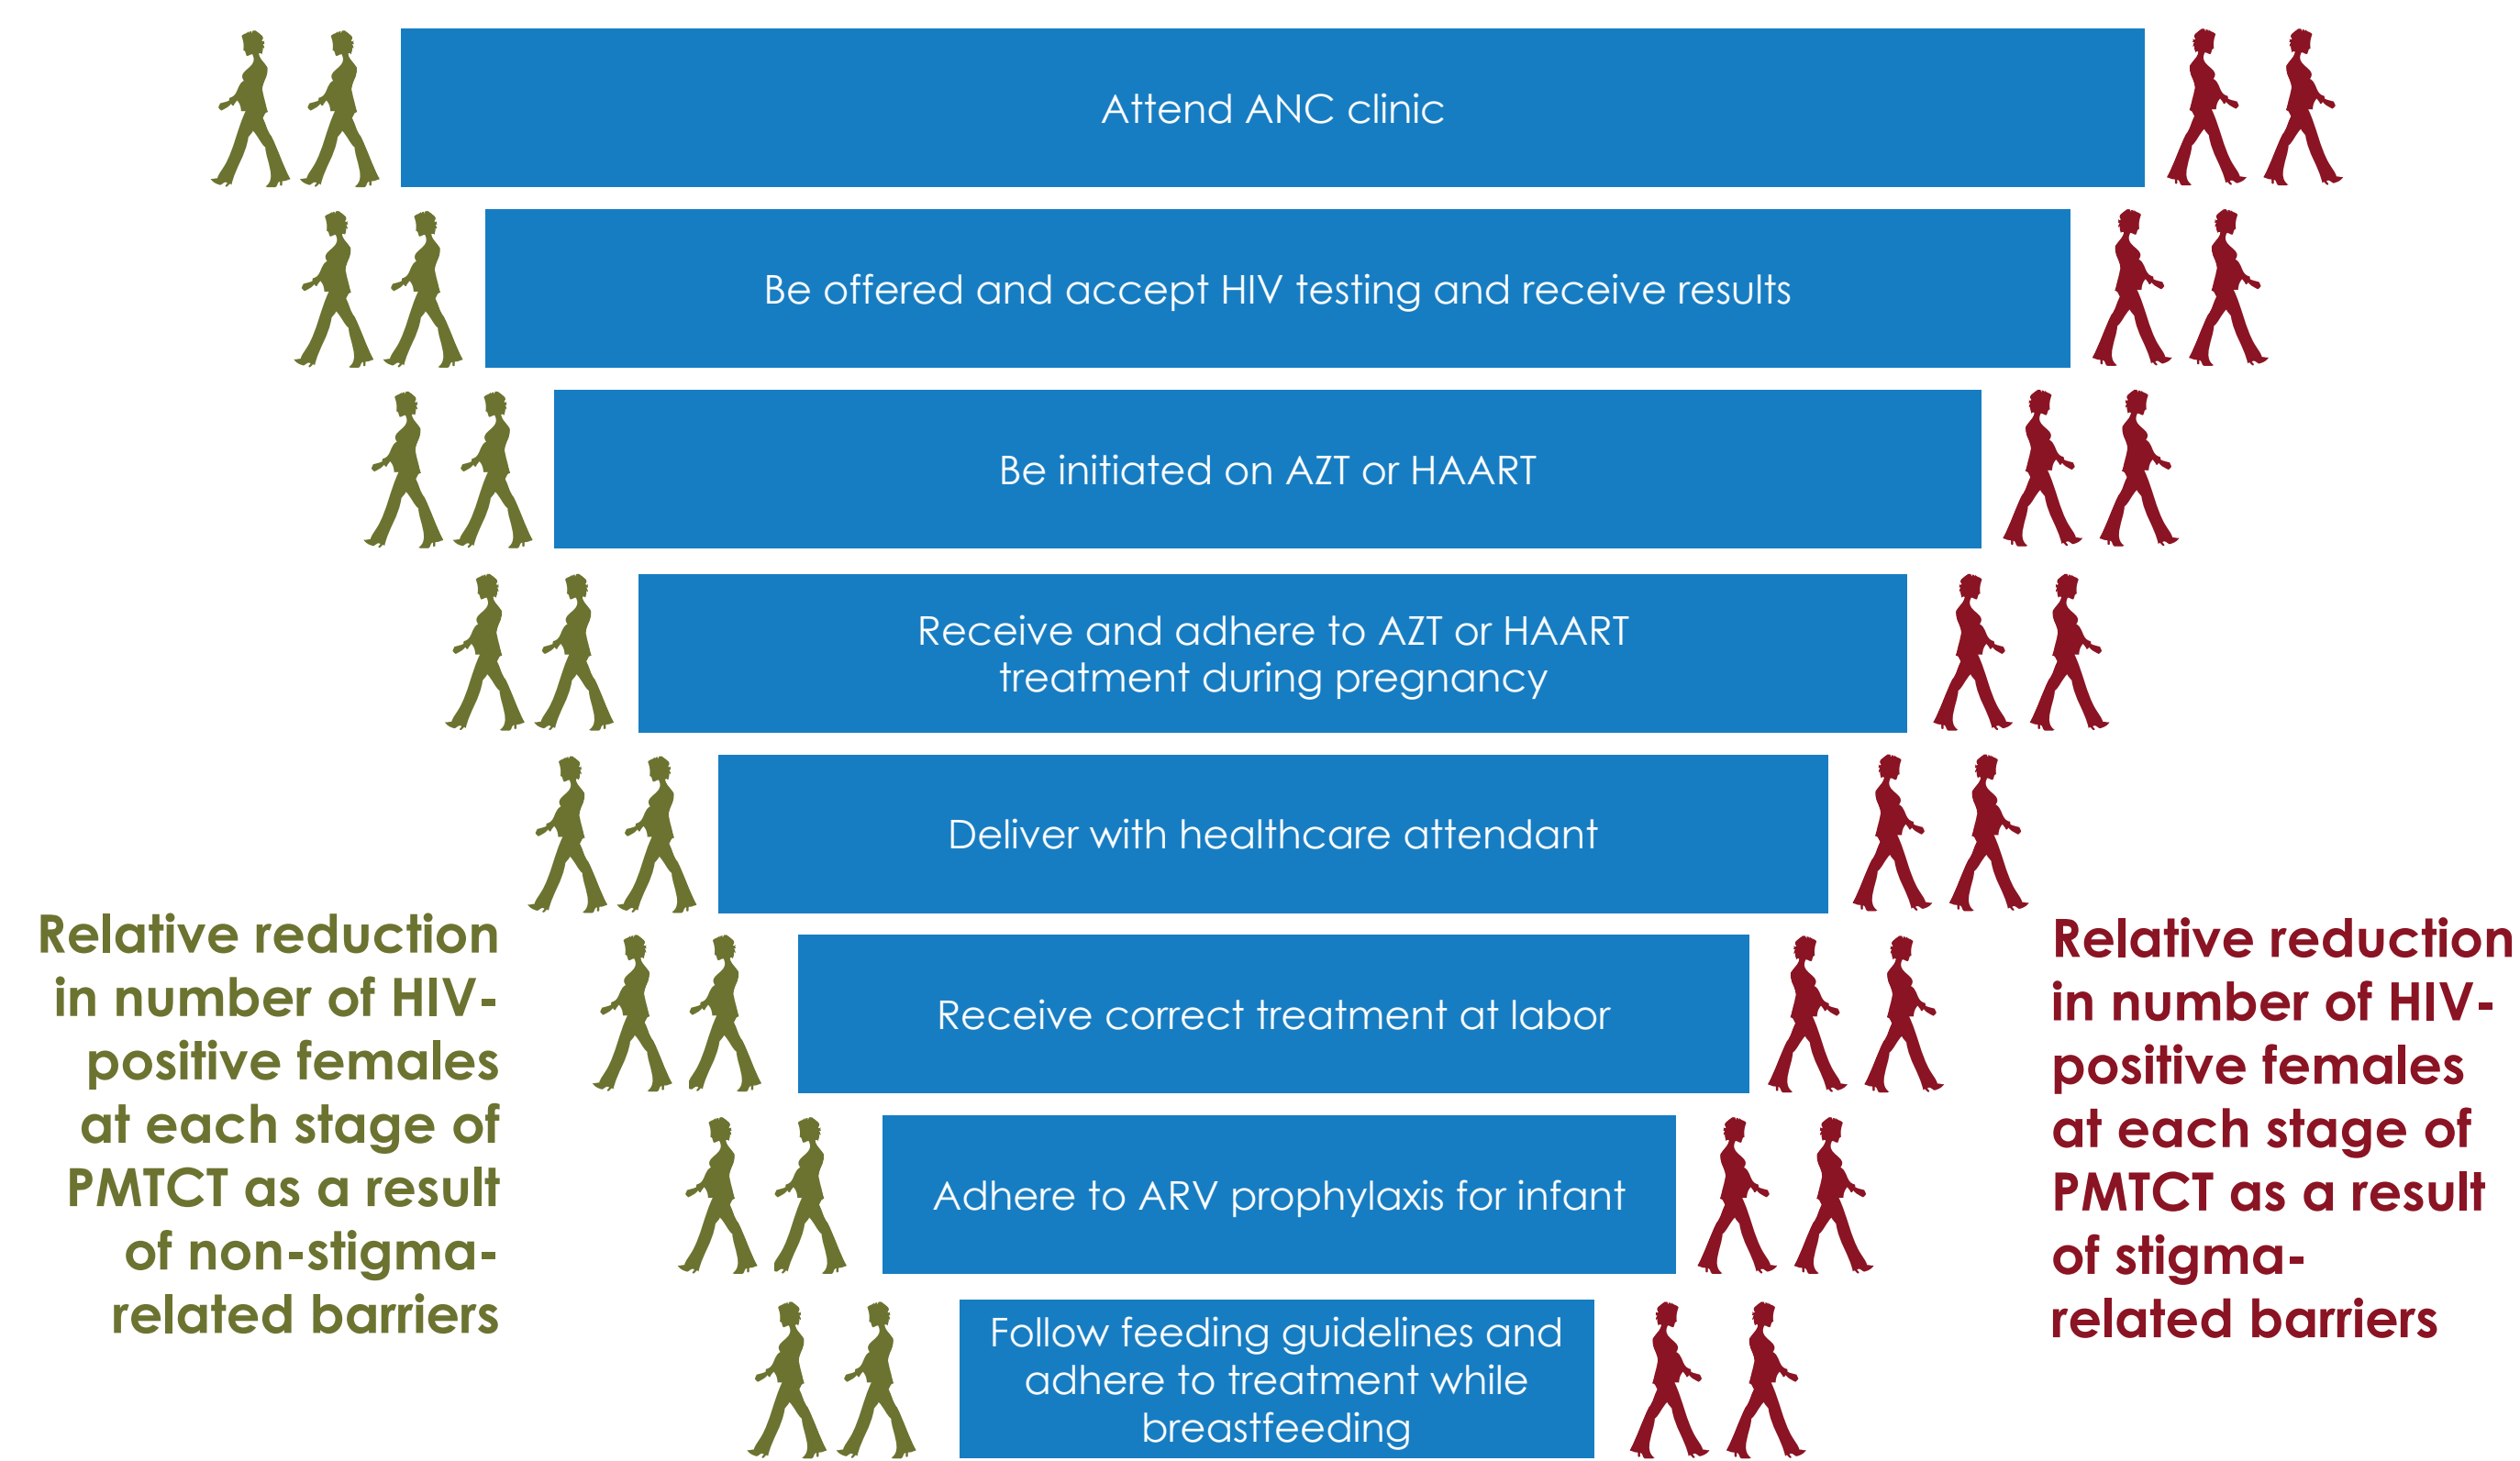 Attend ANC clinic
Be offered and accept HIV testing and receive results
Be initiated on AZT or HAART
Receive and adhere to AZT or HAART
treatment during pregnancy
Deliver with healthcare attendant
Receive correct treatment at labor
Adhere to ARV prophylaxis for infant
Follow feeding guidelines and
adhere to treatment while
breastfeeding
Relative reduction
in number of HIV-
positive females
at each stage of
PMTCT as a result
of non-stigma-
related barriers
Relative reduction
in number of HIV-
positive females
at each stage of
PMTCT as a result
of stigma-
related barriers